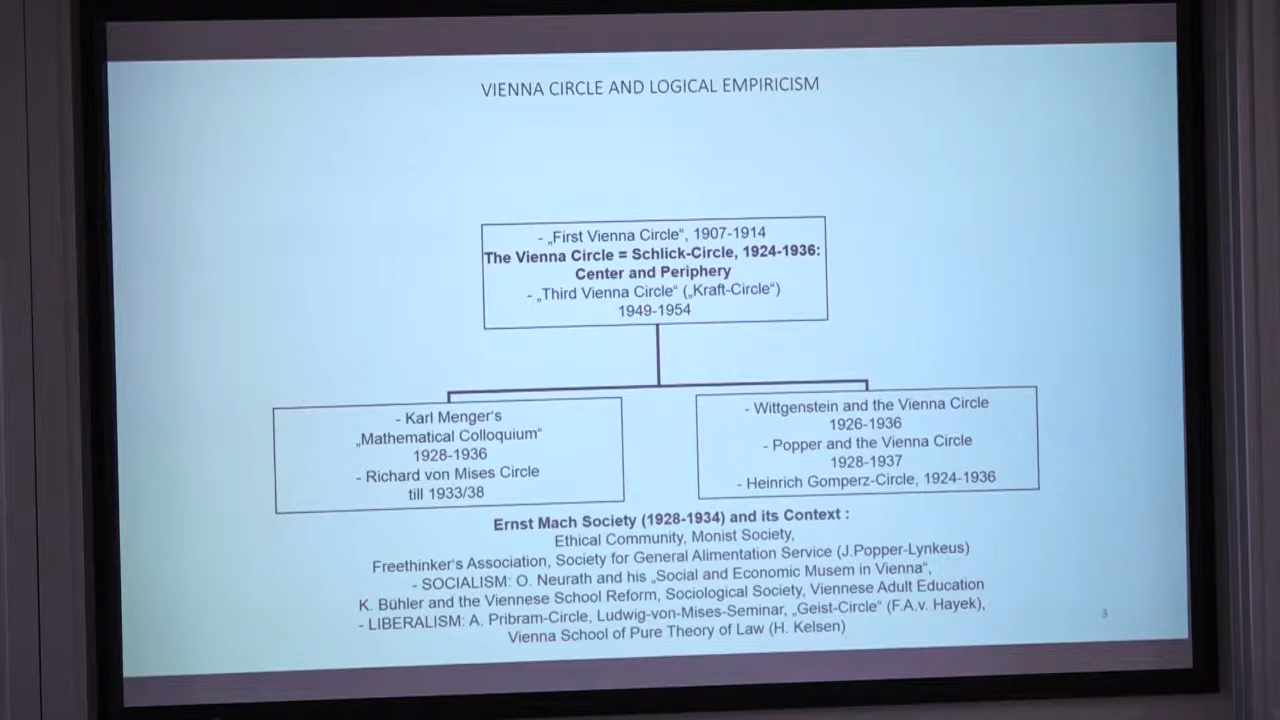 VIENNA CIRCLE AND LOGICAL EMPIRICISM
- „First Vienna Circle“, 1907-1914
The Vienna Circle = Schlick-Circle, 1924-1936:
Center and Periphery
- „Third Vienna Circle“ („Kraft-Circle“)
1949-1954
- Karl Menger's
„Mathematical Colloquium“
1928-1936
- Richard von Mises Circle
till 1933/38
- Wittgenstein and the Vienna Circle
1926-1936
- Popper and the Vienna Circle
1928-1937
- Heinrich Gomperz-Circle, 1924-1936
Ernst Mach Society (1928-1934) and its Context :
Ethical Community, Monist Society,
Freethinker's Association, Society for General Alimentation Service (J.Popper-Lynkeus)
- SOCIALISM: O. Neurath and his „Social and Economic Musem in Vienna“,
K. Bühler and the Viennese School Reform, Sociological Society, Viennese Adult Education
- LIBERALISM: A. Pribram-Circle, Ludwig-von-Mises-Seminar, „Geist-Circle“ (F.A.v. Hayek),
Vienna School of Pure Theory of Law (H. Kelsen)
3